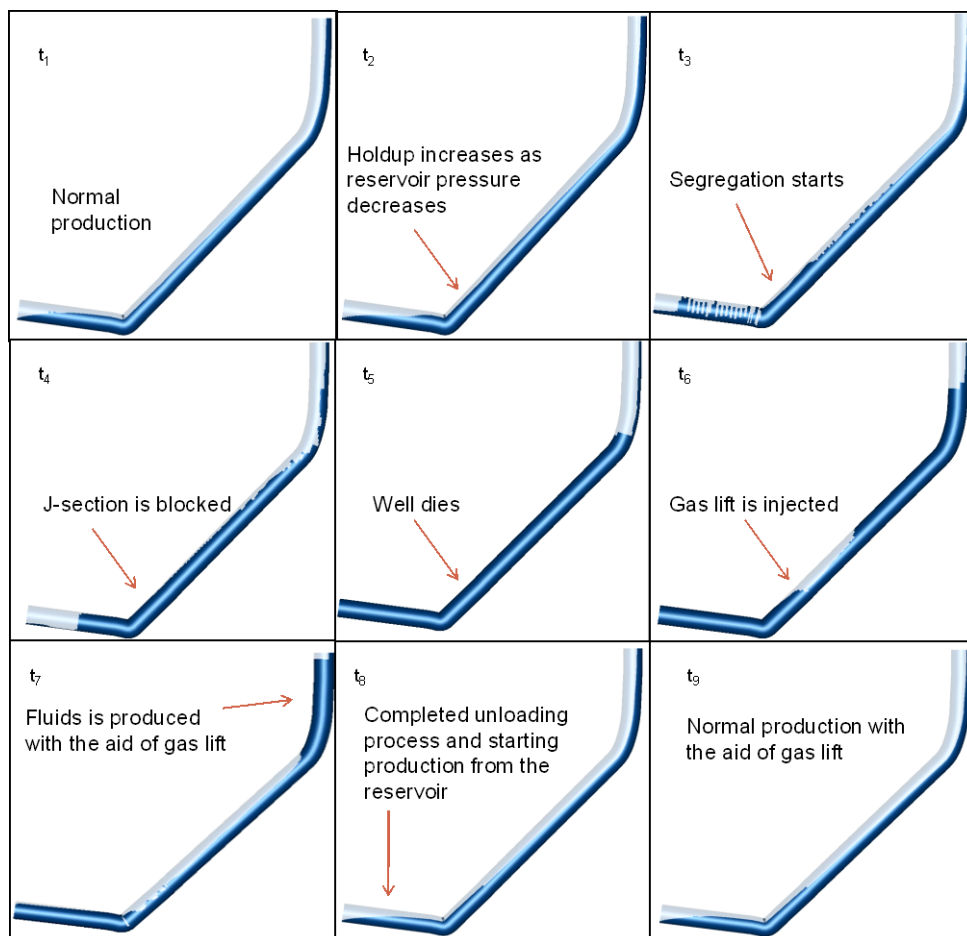 t1
Normal
production
t2
Holdup increases as
reservoir pressure
decreases
t3
Segregation starts
t4
J-section is blocked
t5
Well dies
t6
Gas lift is injected
t7
Fluids is produced
with the aid of gas lift
t8
Completed unloading
process and starting
production from the
reservoir
t9
Normal production with
the aid of gas lift